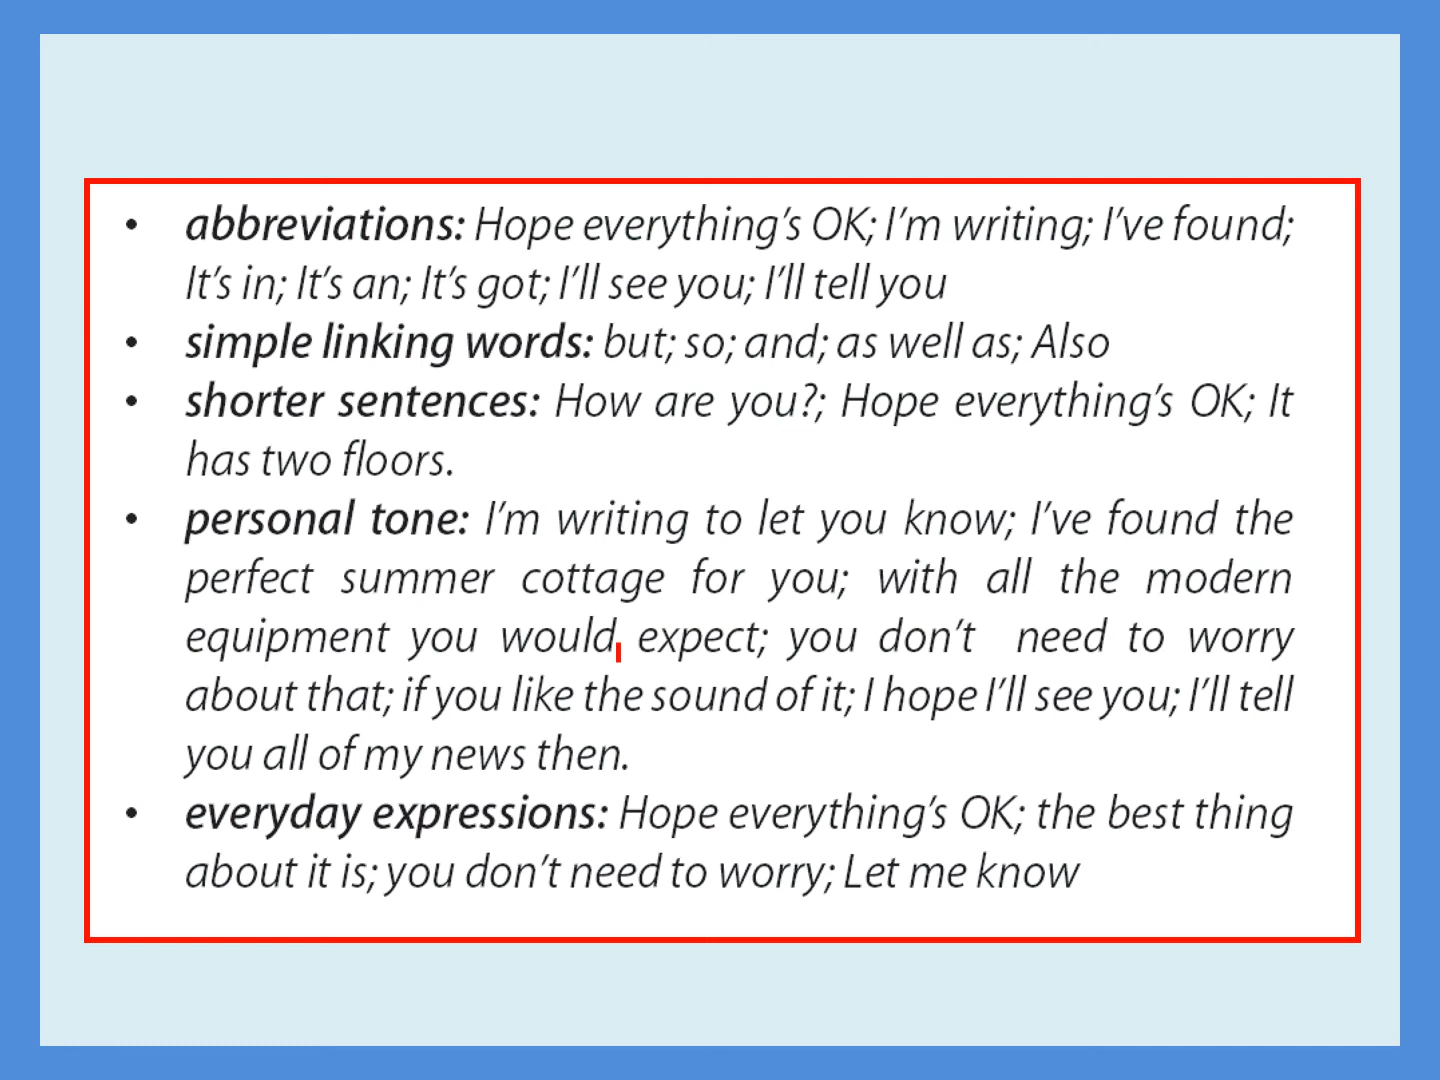 • abbreviations: Hope everything’s OK; I’m writing; I’ve found;
It’s in; It’s an; It’s got; I’ll see you; I’ll tell you
• simple linking words: but; so; and; as well as; Also
• shorter sentences: How are you?; Hope everything’s OK; It
has two floors.
• personal tone: I’m writing to let you know; I’ve found the
perfect summer cottage for you; with all the modern
equipment you would expect; you don’t need to worry
about that; if you like the sound of it; I hope I’ll see you; I’ll tell
you all of my news then.
• everyday expressions: Hope everything’s OK; the best thing
about it is; you don’t need to worry; Let me know